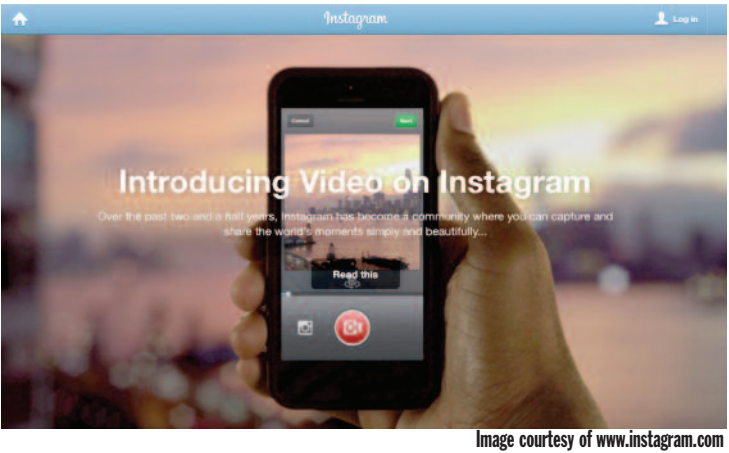 Instagram
Log in
Cancel
Next
Introducing Video on Instagram
Over the past two and a half years, Instagram has become a community where you can capture and
share the world's moments simply and beautifully...
Read this
Image courtesy of www.instagram.com